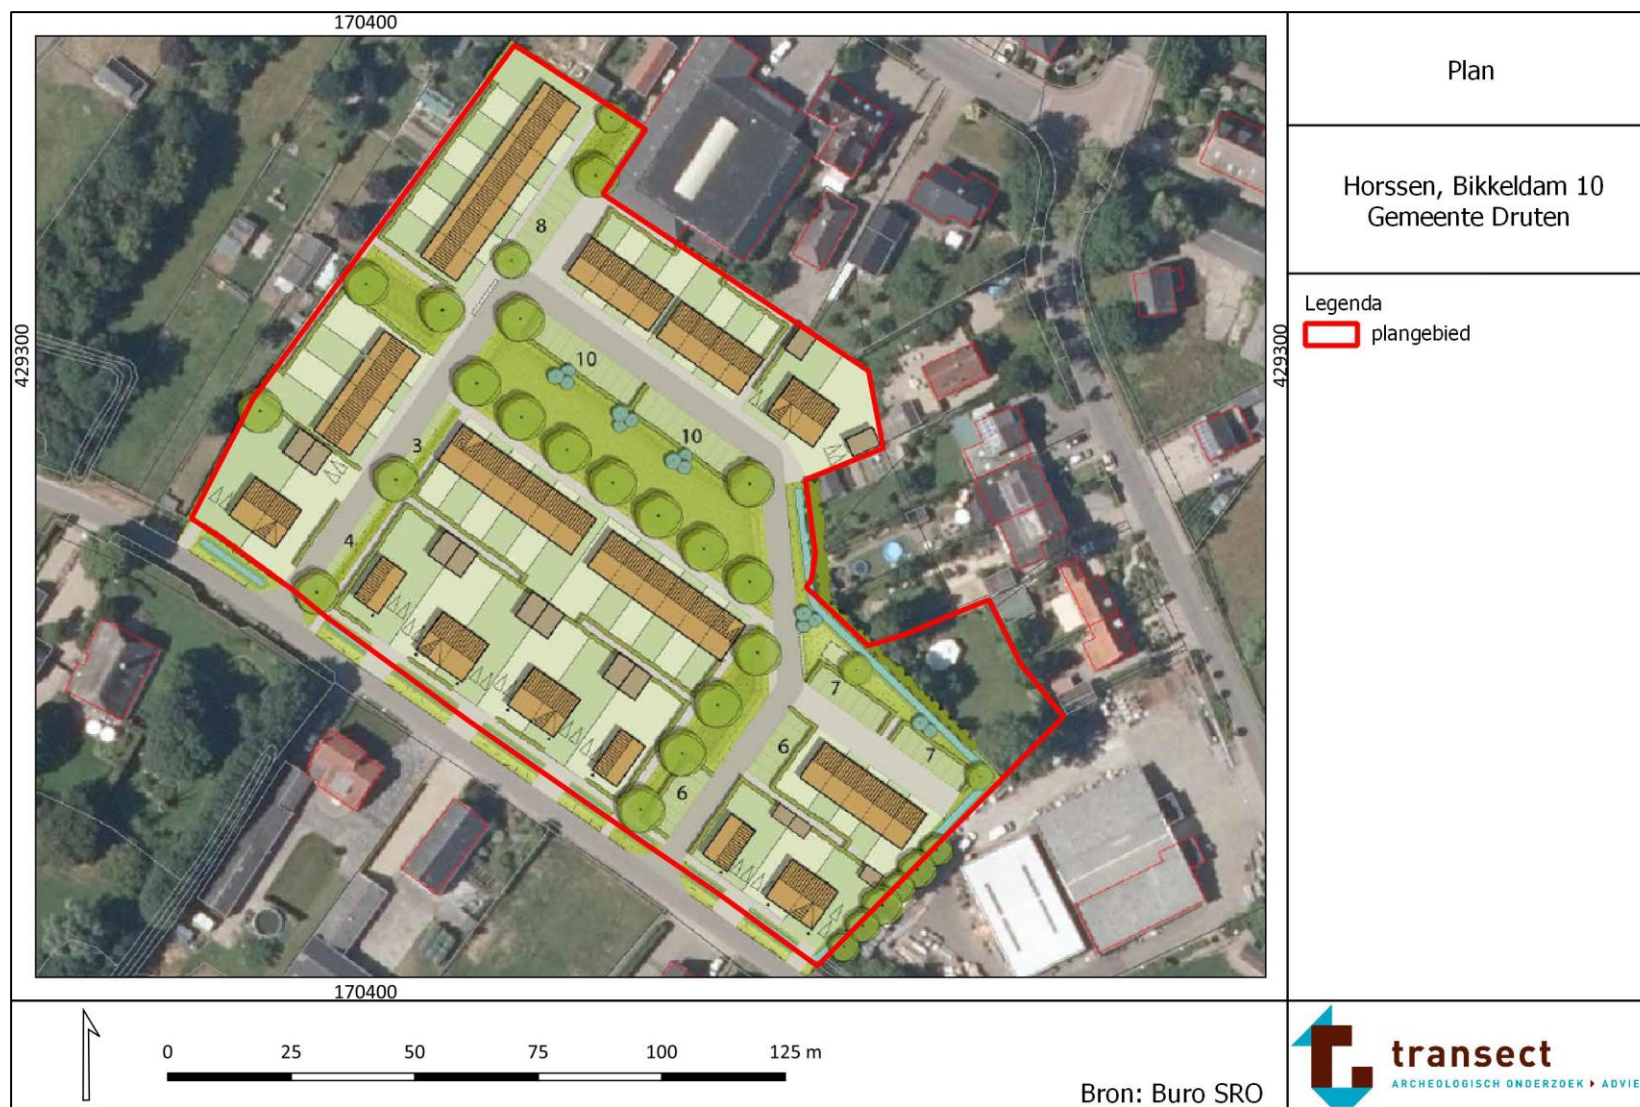 170400
Plan
Horssen, Bikkeldam 10
Gemeente Druten
Legenda
plangebied
429300
429300
8
10
10
3
4
7
7
6
6
170400
0 25 50 75 100 125 m
Bron: Buro SRO
transect
ARCHEOLOGISCH ONDERZOEK ▸ ADVIE